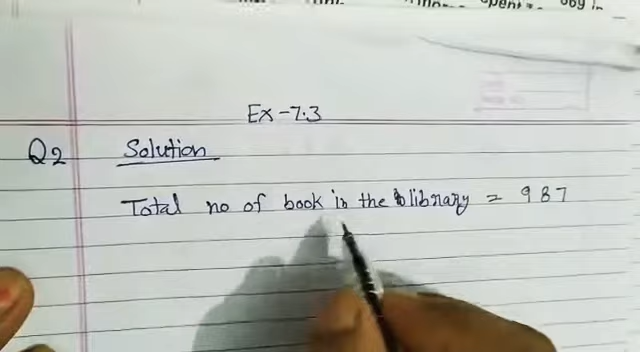 Ex-7.3
Q2 Solution
Total no of book in the library = 987